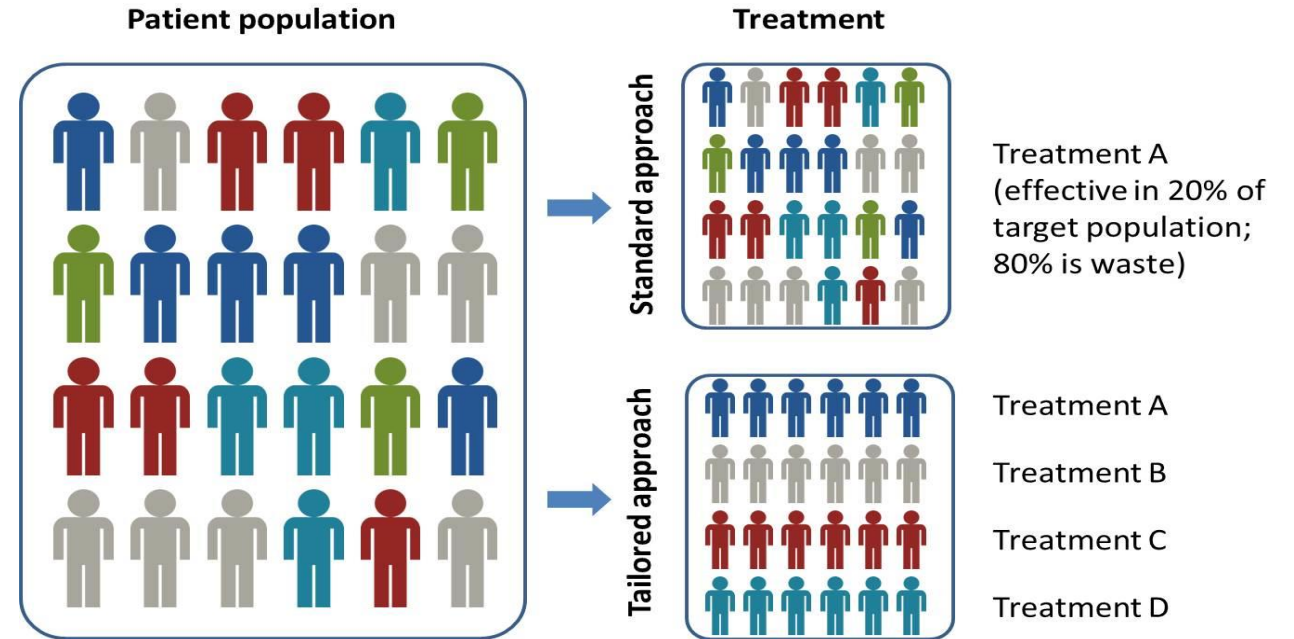 Patient population
Treatment
Standard approach
Treatment A
(effective in 20% of
target population;
80% is waste)
Tailored approach
Treatment A
Treatment B
Treatment C
Treatment D